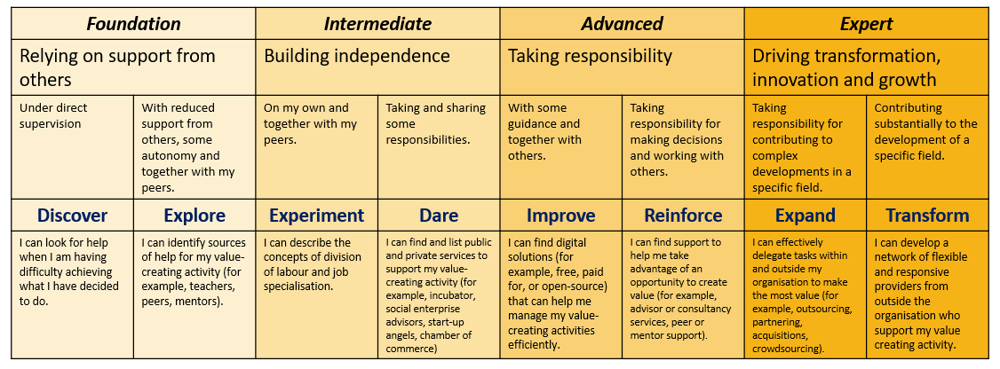 Foundation
Intermediate
Advanced
Expert
Relying on support from
others
Building independence
Taking responsibility
Driving transformation,
innovation and growth
Under direct
supervision
With reduced
support from
others, some
autonomy and
together with my
peers.
On my own and
together with my
peers.
Taking and sharing
some
responsibilities.
With some
guidance and
together with
others.
Taking
responsibility for
making decisions
and working with
others.
Taking
responsibility for
contributing to
complex
developments in a
specific field.
Contributing
substantially to the
development of a
specific field.
Discover
Explore
Experiment
Dare
Improve
Reinforce
Expand
Transform
I can look for help
when I am having
difficulty achieving
what I have decided
to do.
I can identify sources
of help for my value-
creating activity (for
example, teachers,
peers, mentors).
I can describe the
concepts of division
of labour and job
specialisation.
I can find and list public
and private services to
support my value-
creating activity (for
example, incubator,
social enterprise
advisors, start-up
angels, chamber of
commerce)
I can find digital
solutions (for
example, free, paid
for, or open-source)
that can help me
manage my value-
creating activities
efficiently.
I can find support to
help me take
advantage of an
opportunity to create
value (for example,
advisor or consultancy
services, peer or
mentor support).
I can effectively
delegate tasks within
and outside my
organisation to make
the most value (for
example, outsourcing,
partnering,
acquisitions,
crowdsourcing).
I can develop a
network of flexible
and responsive
providers from
outside the
organisation who
support my value
creating activity.